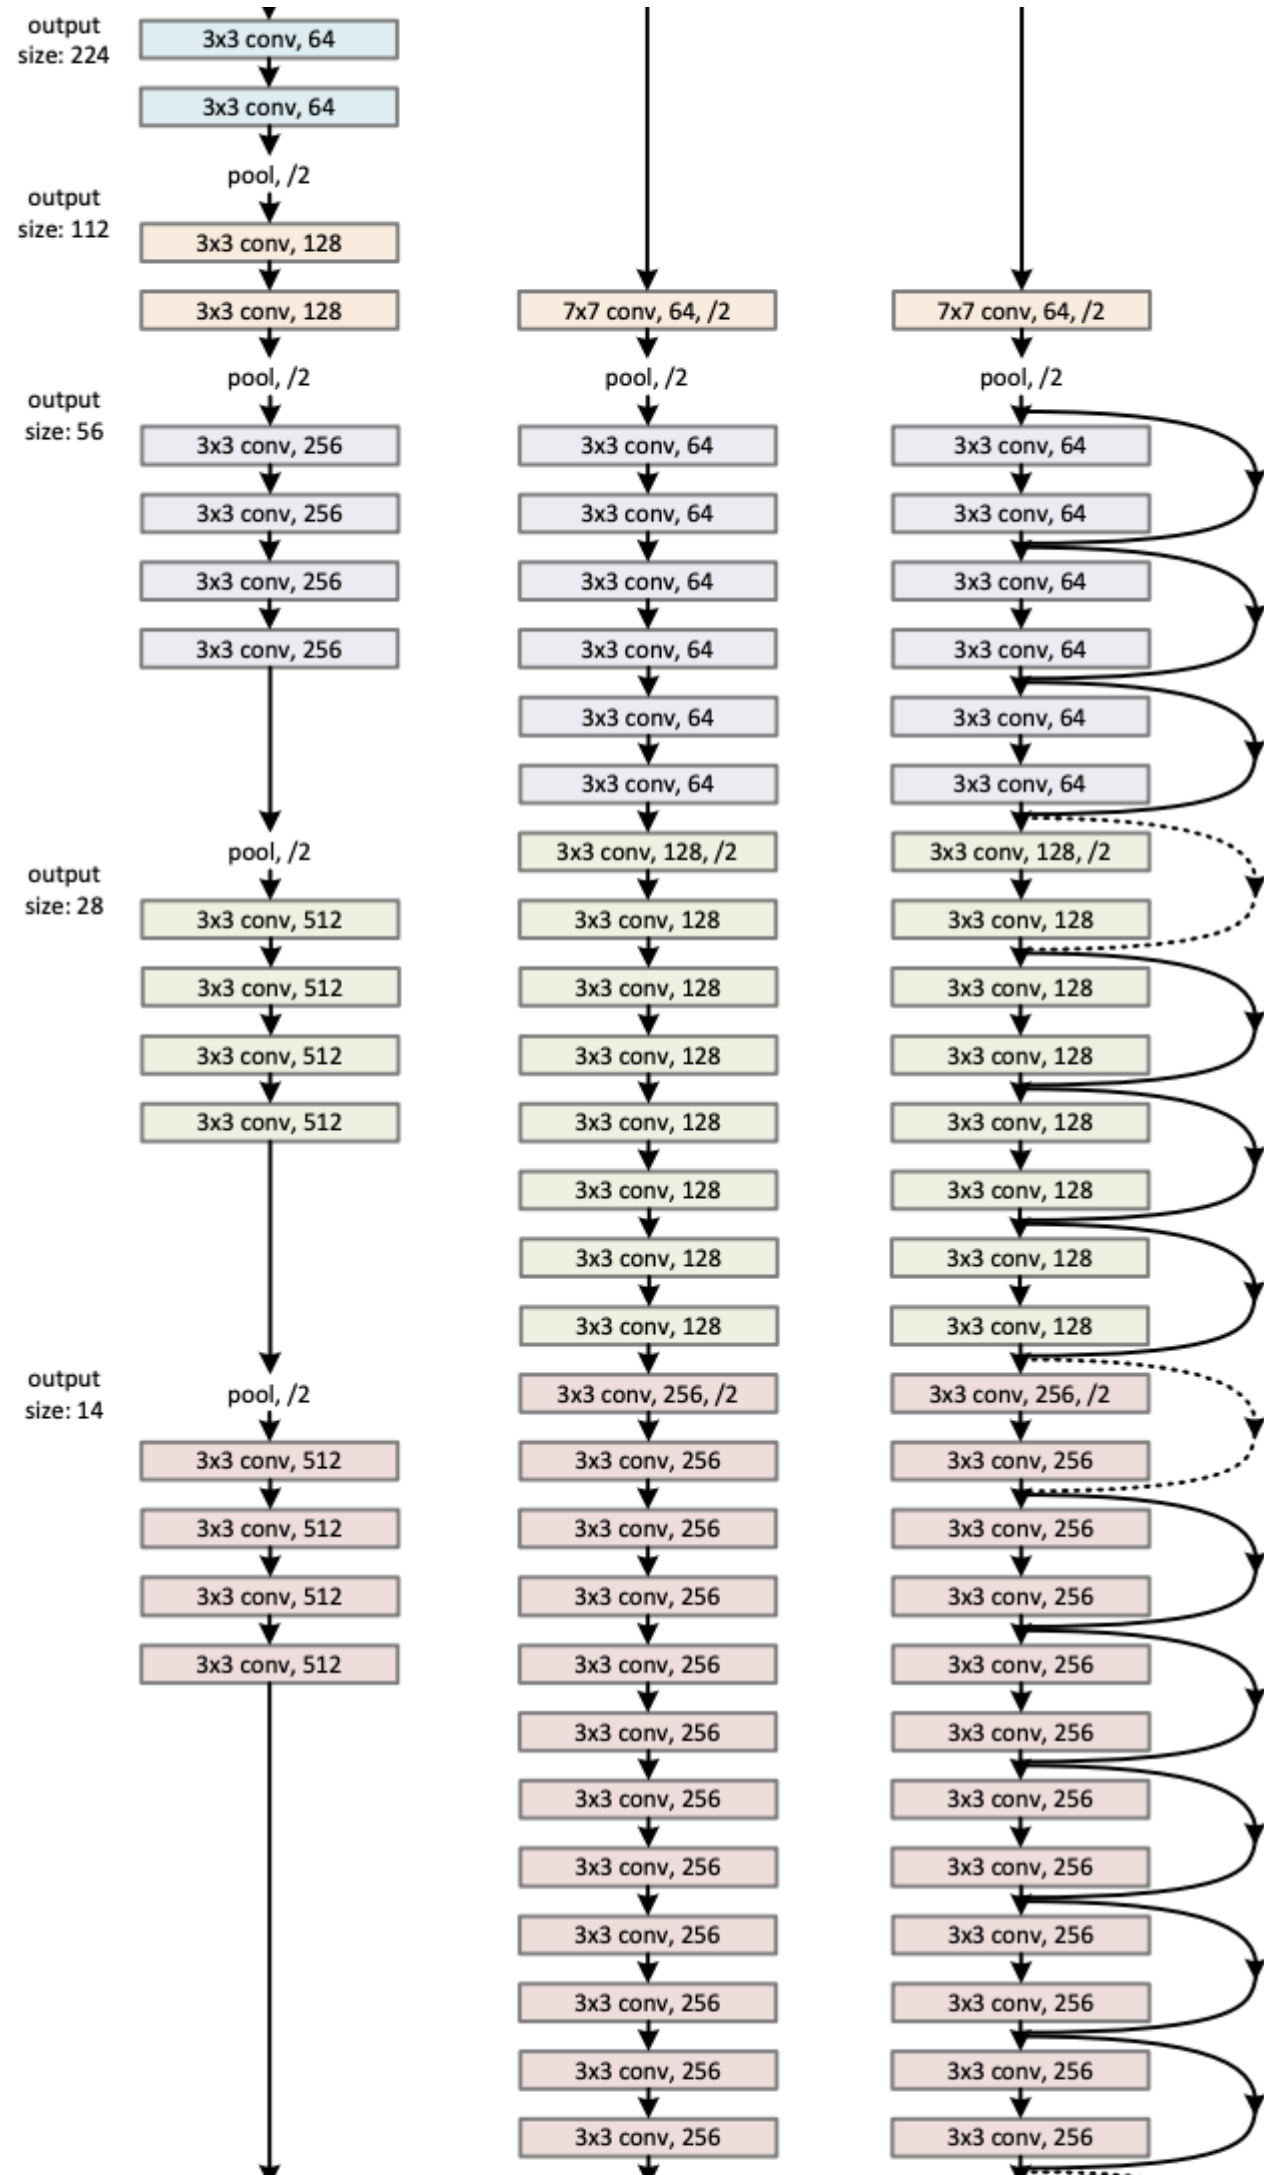 output
size: 224
3x3 conv, 64
3x3 conv, 64
pool, /2
output
size: 112
3x3 conv, 128
3x3 conv, 128
pool, /2
output
size: 56
3x3 conv, 256
3x3 conv, 256
3x3 conv, 256
3x3 conv, 256
pool, /2
output
size: 28
3x3 conv, 512
3x3 conv, 512
3x3 conv, 512
3x3 conv, 512
output
size: 14
pool, /2
3x3 conv, 512
3x3 conv, 512
3x3 conv, 512
3x3 conv, 512
7x7 conv, 64, /2
pool, /2
3x3 conv, 64
3x3 conv, 64
3x3 conv, 64
3x3 conv, 64
3x3 conv, 64
3x3 conv, 64
3x3 conv, 128, /2
3x3 conv, 128
3x3 conv, 128
3x3 conv, 128
3x3 conv, 128
3x3 conv, 128
3x3 conv, 128
3x3 conv, 128
3x3 conv, 256, /2
3x3 conv, 256
3x3 conv, 256
3x3 conv, 256
3x3 conv, 256
3x3 conv, 256
3x3 conv, 256
3x3 conv, 256
3x3 conv, 256
3x3 conv, 256
3x3 conv, 256
3x3 conv, 256
7x7 conv, 64, /2
pool, /2
3x3 conv, 64
3x3 conv, 64
3x3 conv, 64
3x3 conv, 64
3x3 conv, 64
3x3 conv, 64
3x3 conv, 128, /2
3x3 conv, 128
3x3 conv, 128
3x3 conv, 128
3x3 conv, 128
3x3 conv, 128
3x3 conv, 128
3x3 conv, 128
3x3 conv, 256, /2
3x3 conv, 256
3x3 conv, 256
3x3 conv, 256
3x3 conv, 256
3x3 conv, 256
3x3 conv, 256
3x3 conv, 256
3x3 conv, 256
3x3 conv, 256
3x3 conv, 256
3x3 conv, 256